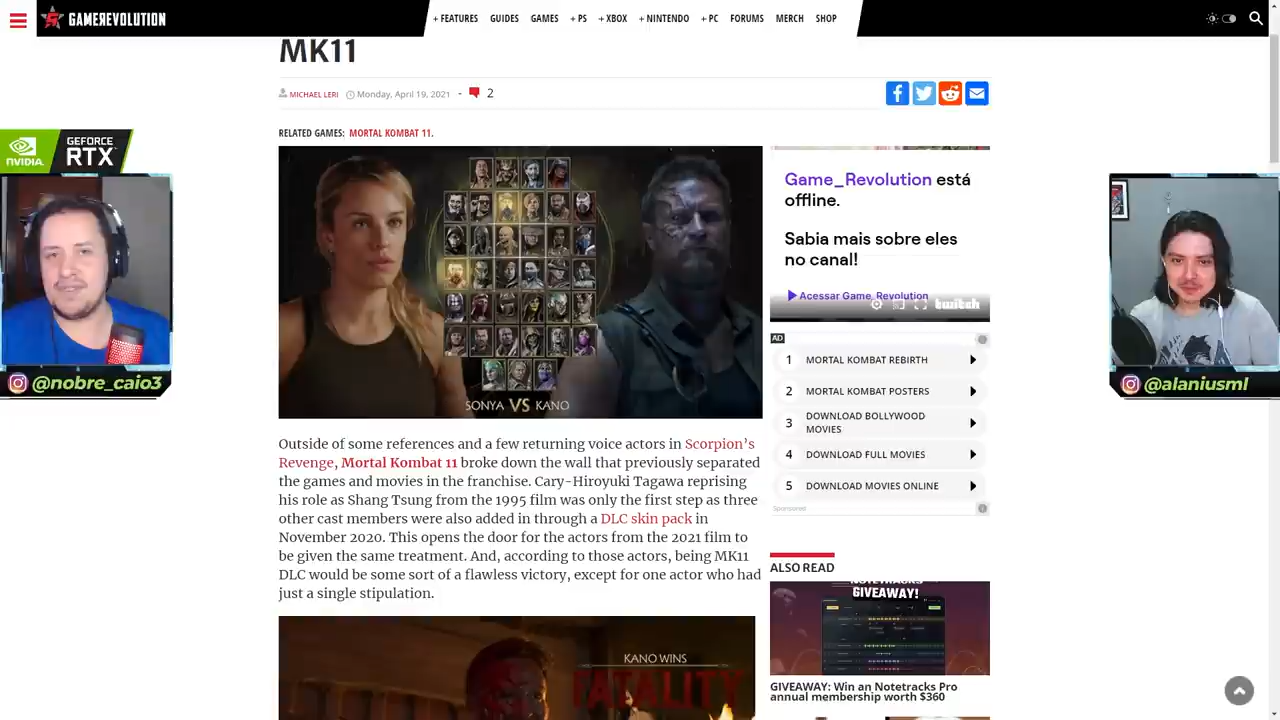 GAMEREVOLUTION
+ FEATURES GUIDES GAMES + PS + XBOX + NINTENDO + PC FORUMS MERCH SHOP
MK11
MICHAEL LERI Monday, April 19, 2021 - 2
RELATED GAMES: MORTAL KOMBAT 11.
NVIDIA
GEFORCE
RTX
@nobre_caio3
SONYA VS KANO
Outside of some references and a few returning voice actors in Scorpion's
Revenge, Mortal Kombat 11 broke down the wall that previously separated
the games and movies in the franchise. Cary-Hiroyuki Tagawa reprising
his role as Shang Tsung from the 1995 film was only the first step as three
other cast members were also added in through a DLC skin pack in
November 2020. This opens the door for the actors from the 2021 film to
be given the same treatment. And, according to those actors, being MK11
DLC would be some sort of a flawless victory, except for one actor who had
just a single stipulation.
KANO WINS
FATALITY
Game_Revolution está
offline.
Sabia mais sobre eles
no canal!
Acessar Game_Revolution
twitch
AD
1 MORTAL KOMBAT REBIRTH
2 MORTAL KOMBAT POSTERS
3 DOWNLOAD BOLLYWOOD
MOVIES
4 DOWNLOAD FULL MOVIES
5 DOWNLOAD MOVIES ONLINE
Sponsored
ALSO READ
NOTETRACKS
GIVEAWAY!
GIVEAWAY: Win an Notetracks Pro
annual membership worth $360
@alaniusml